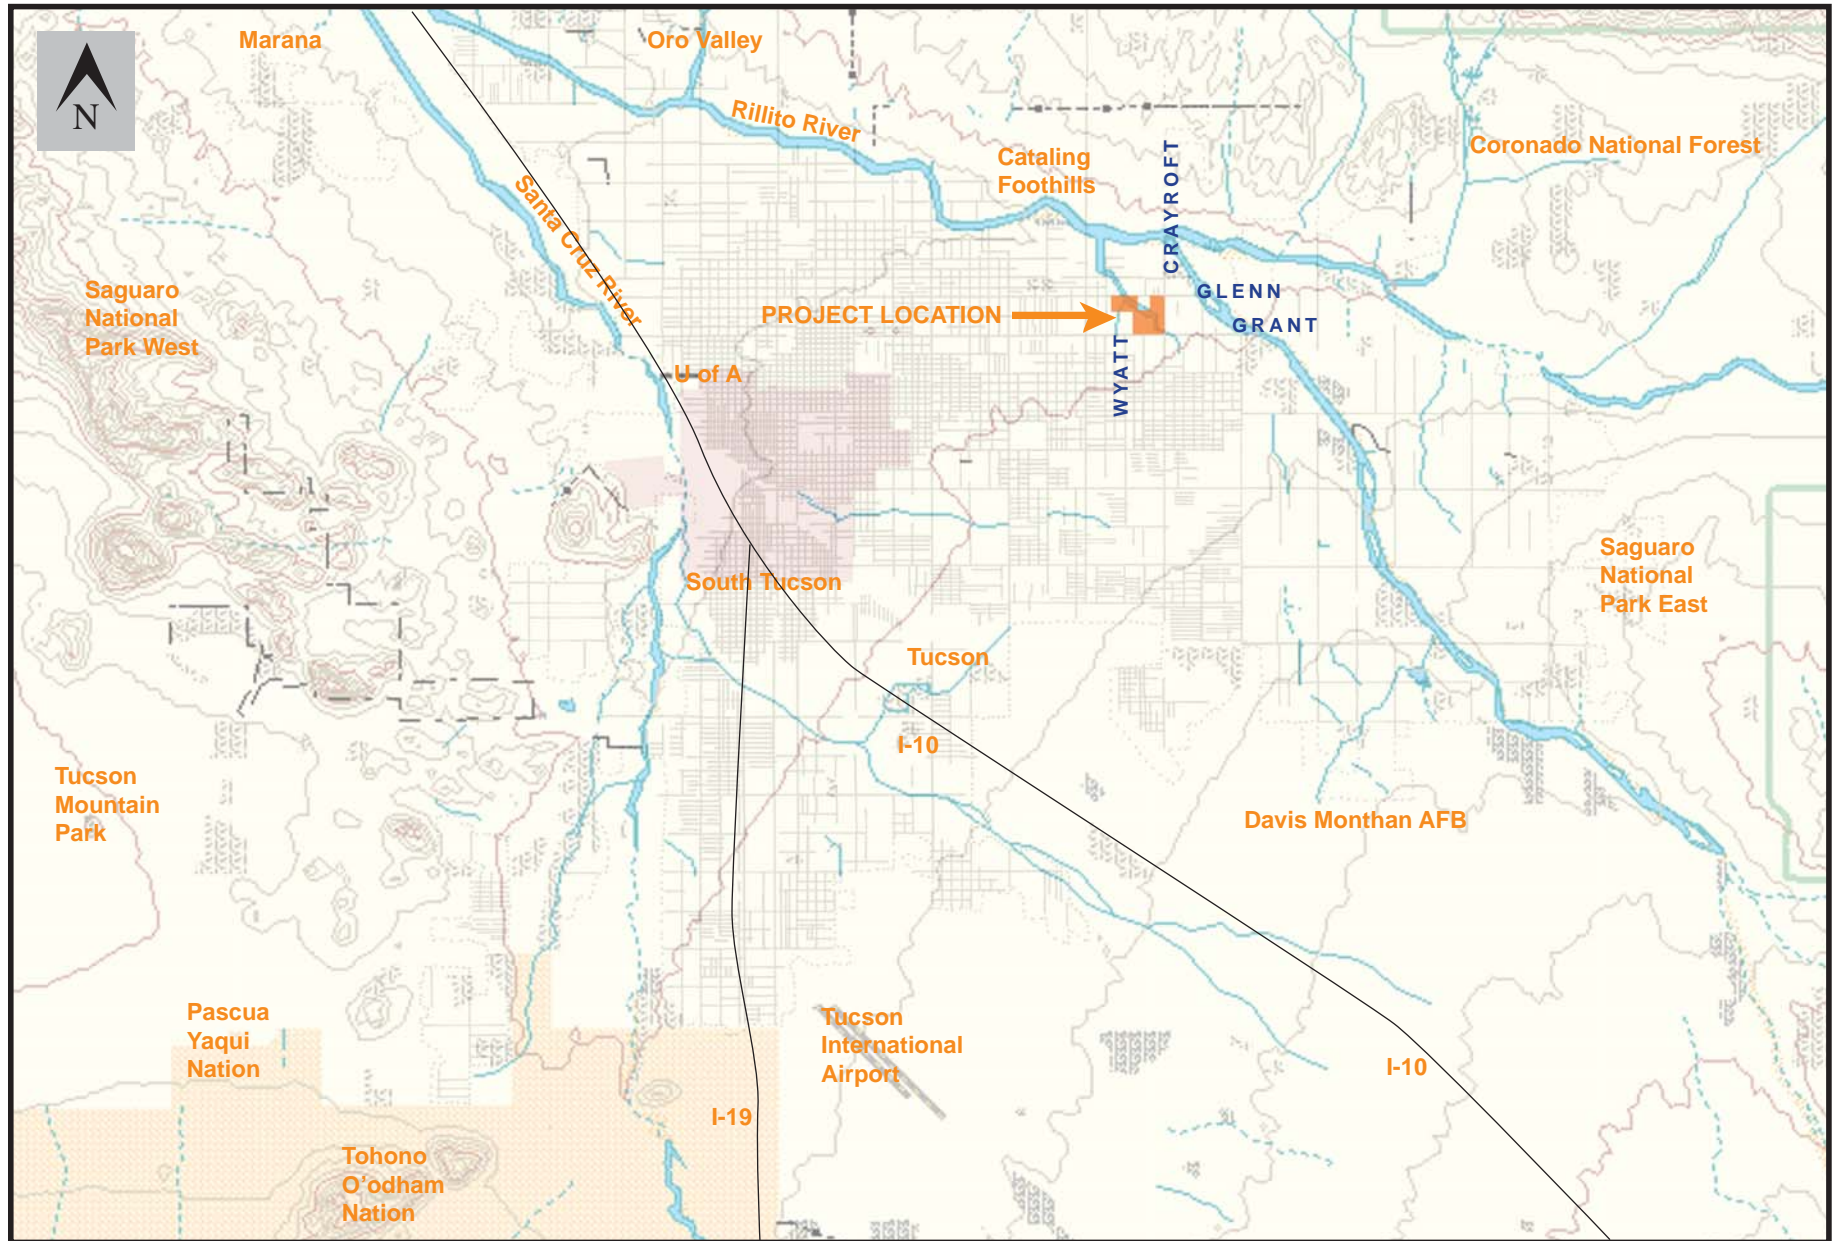 Marana
Oro Valley
N
Rillito River
Cataling
Foothills
CRAYROFT
Coronado National Forest
Santa Cruz River
Saguaro
National
Park West
GLENN
PROJECT LOCATION
GRANT
WYATT
U of A
South Tucson
Saguaro
National
Park East
Tucson
I-10
Tucson
Mountain
Park
Davis Monthan AFB
Pascua
Yaqui
Nation
Tucson
International
Airport
I-10
I-19
Tohono
O'odham
Nation